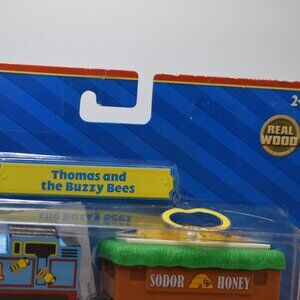 2
REAL
WOOD
Thomas and
the Buzzy Bees
SODOR HONEY